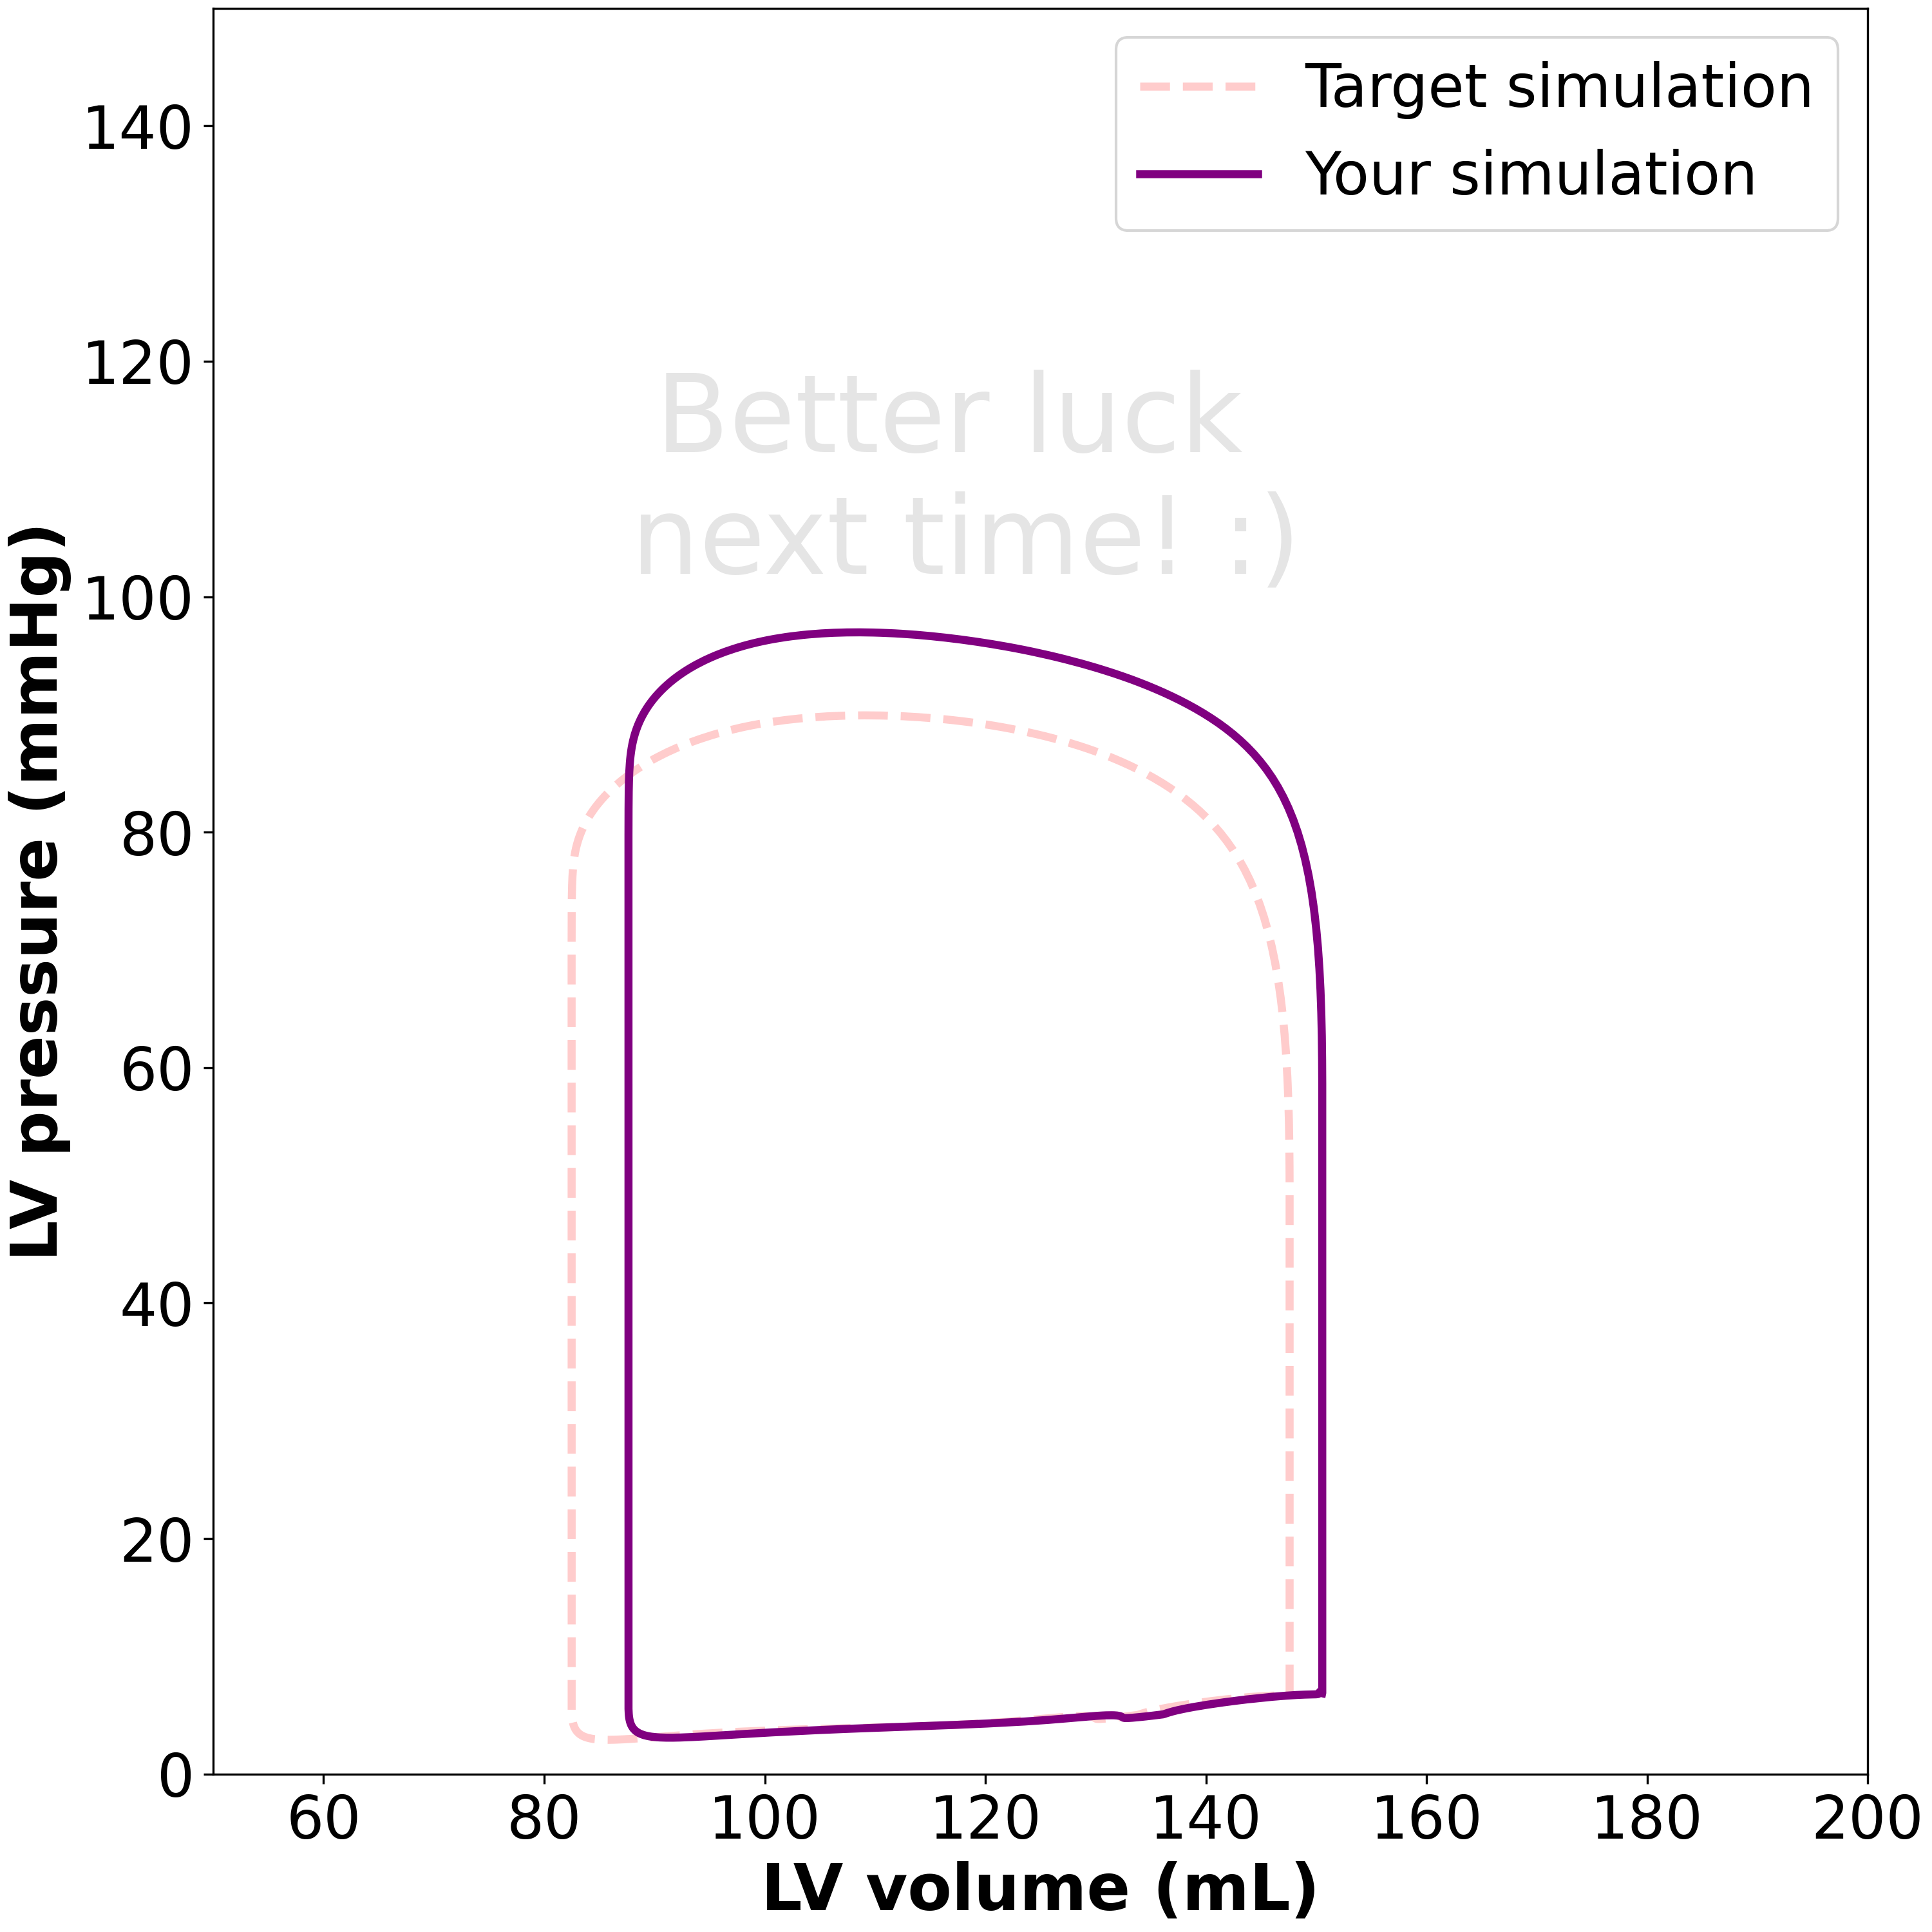 Target simulation
Your simulation
Better luck
next time! :)
LV pressure (mmHg)
140
120
100
80
60
40
20
0
60 80 100 120 140 160 180 200
LV volume (mL)